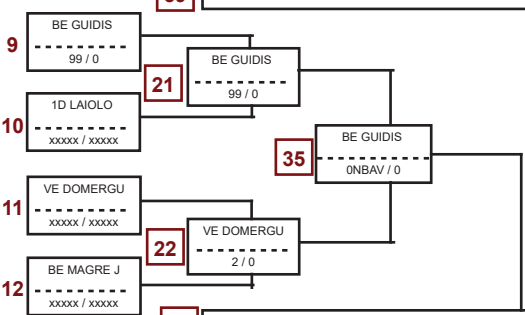 9
BE GUIDIS
99 / 0
21
BE GUIDIS
99 / 0
10
1D LAIOLO
xxxxx / xxxxx
35
BE GUIDIS
0NBAV / 0
11
VE DOMERGU
xxxxx / xxxxx
22
VE DOMERGU
2 / 0
12
BE MAGRE J
xxxxx / xxxxx